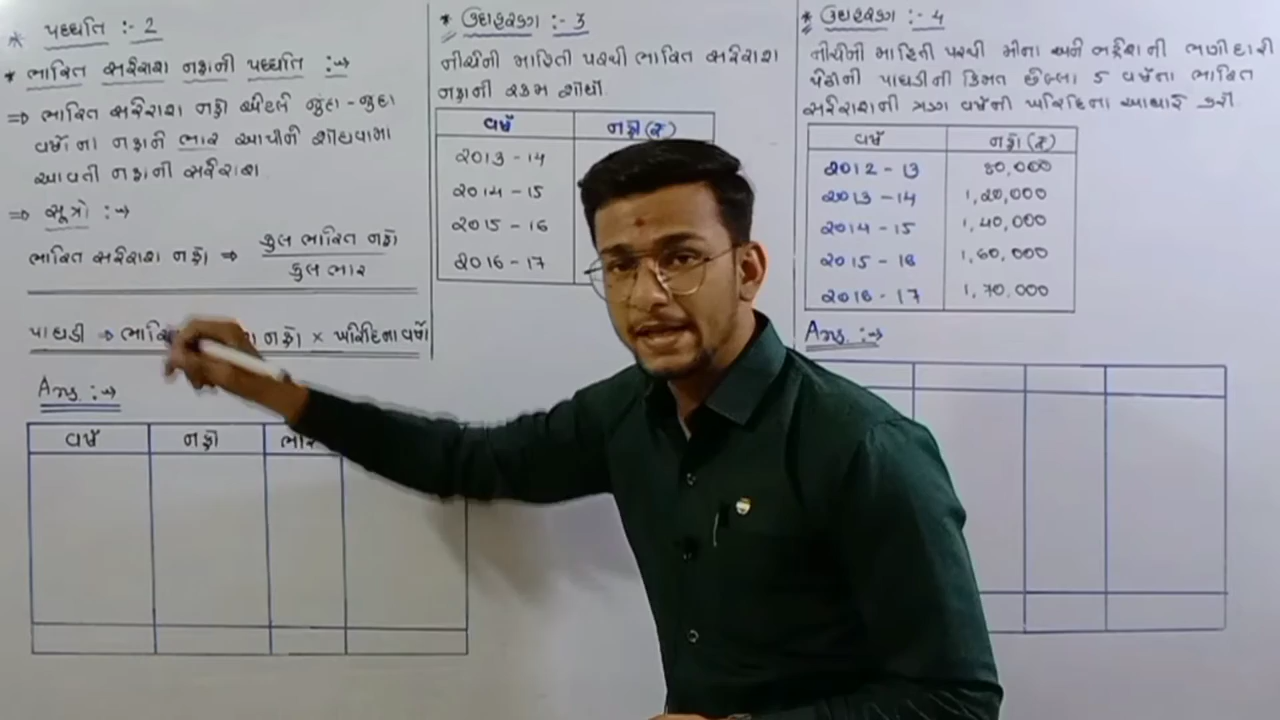 * પદ્ધતિ :- 2
* ભારિત સરેરાશ નફાની પદ્ધતિ :→
⇒ ભારિત સરેરાશ નફો એટલે જુદા - જુદા
વર્ષોના નફાને ભાર આપીને શોધવામાં
આવતી નફાની સરેરાશ
⇒ સૂત્રો :→
ભારિત સરેરાશ નફો ⇒ કુલ ભારિત નફો
કુલ ભાર
પાઘડી ⇒ નફો × ખરીદીના વર્ષો
Ans :→
વર્ષ નફો ભાર
* ઉદાહરણ :- 3
નીચેની માહિતી પરથી ભારિત સરેરાશ
નફાની રકમ શોધો
વર્ષ નફો (₹)
2013 - 14
2014 - 15
2015 - 16
2016 - 17
* ઉદાહરણ :- 4
નીચેની માહિતી પરથી મીના અને નરેશની ભાગીદારી
પેઢીની પાઘડીની કિંમત છેલ્લા 5 વર્ષના ભારિત
સરેરાશની ત્રણ વર્ષની ખરીદીના આધારે કરો
વર્ષ નફો (₹)
2012 - 13 80,000
2013 - 14 1,20,000
2014 - 15 1,40,000
2015 - 16 1,60,000
2016 - 17 1,70,000
Ans :→